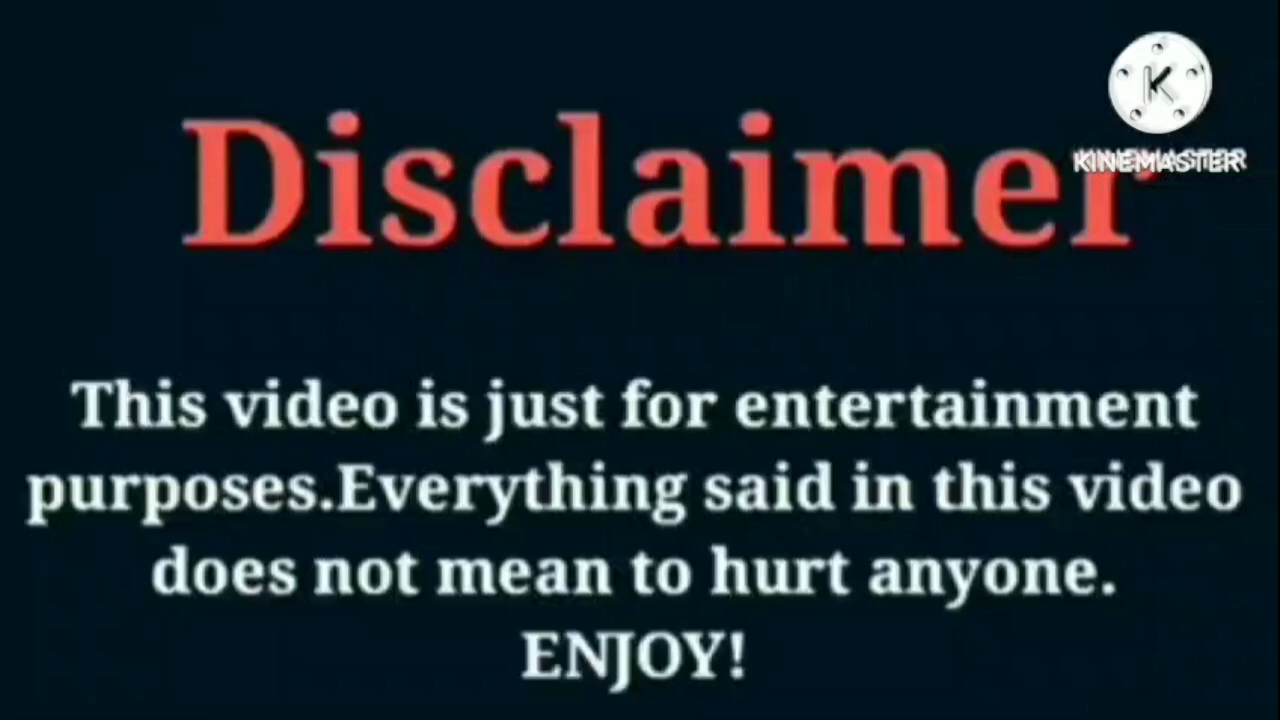 K
KINEMASTER
Disclaimer
This video is just for entertainment
purposes.Everything said in this video
does not mean to hurt anyone.
ENJOY!